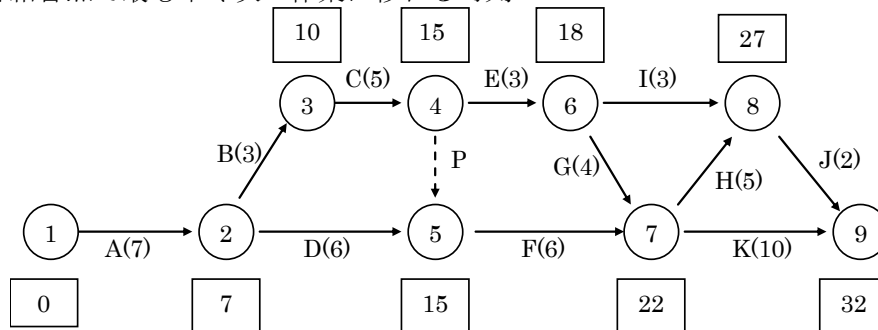 10 15 18 27
C(5) E(3) I(3)
3 4 6 8
B(3) P G(4) H(5) J(2)
1 2 5 7 9
A(7) D(6) F(6) K(10)
0 7 15 22 32